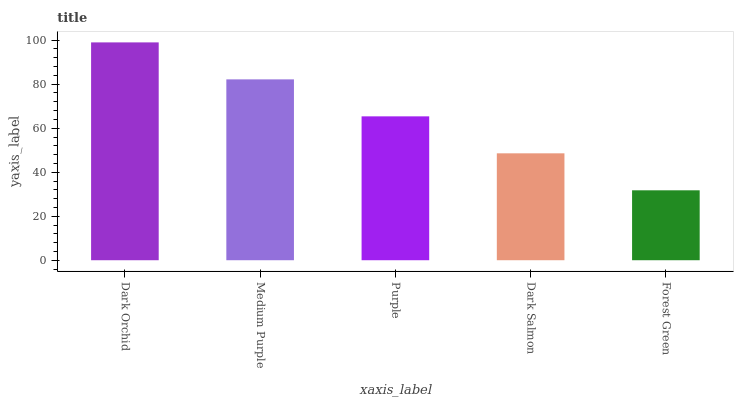 title
100
80
60
40
20
0
yaxis_label
Dark Orchid
Medium Purple
Purple
Dark Salmon
Forest Green
xaxis_label